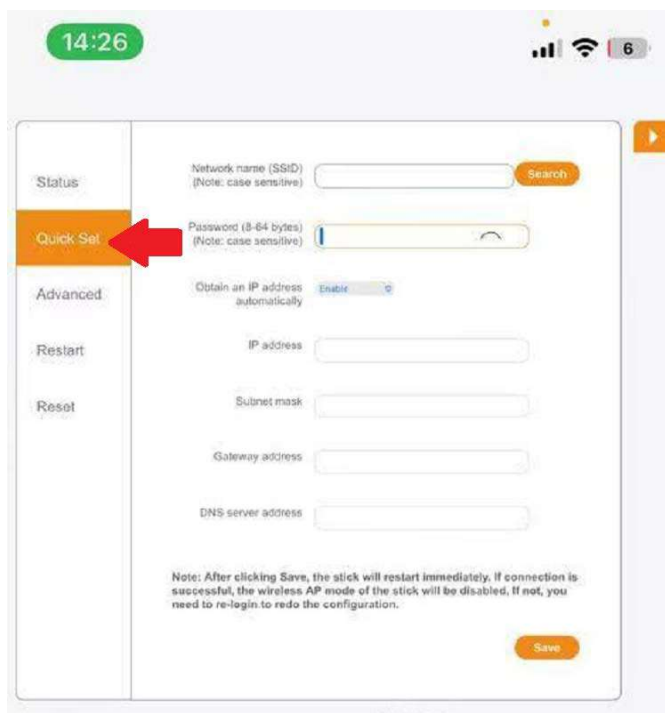 14:26
6
Status
Quick Set
Advanced
Restart
Reset
Network name (SSID)
(Note: case sensitive)
Search
Password (8-64 bytes)
(Note: case sensitive)
Obtain an IP address
automatically
Enable
IP address
Subnet mask
Gateway address
DNS server address
Note: After clicking Save, the stick will restart immediately. If connection is
successful, the wireless AP mode of the stick will be disabled. If not, you
need to re-login to redo the configuration.
Save